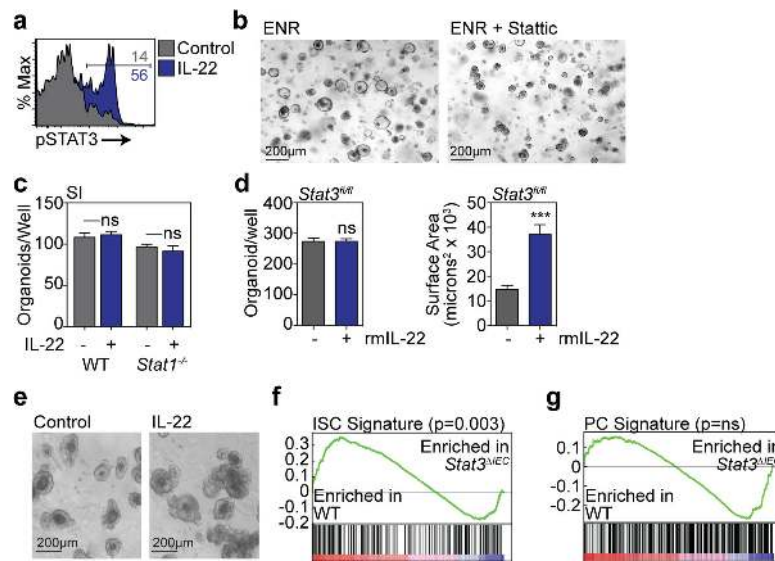 a
Control
IL-22
14
56
% Max
pSTAT3
b
ENR
ENR + Stattic
200µm
200µm
c
SI
Organoids/Well
150
100
50
0
ns
ns
IL-22
- + - +
WT Stat1-/-
d
Stat3fl/fl
Organoid/well
400
300
200
100
0
ns
- + rmIL-22
Stat3fl/fl
Surface Area
(microns² x 10³)
50
40
30
20
10
0
***
- + rmIL-22
e
Control
IL-22
200µm
200µm
f
ISC Signature (p=0.003)
0.3
0.2
0.1
0
-0.1
-0.2
Enriched in
Stat3ΔIEC
Enriched in
WT
g
PC Signature (p=ns)
0.1
0
-0.1
-0.2
Enriched in
Stat3ΔIEC
Enriched in
WT